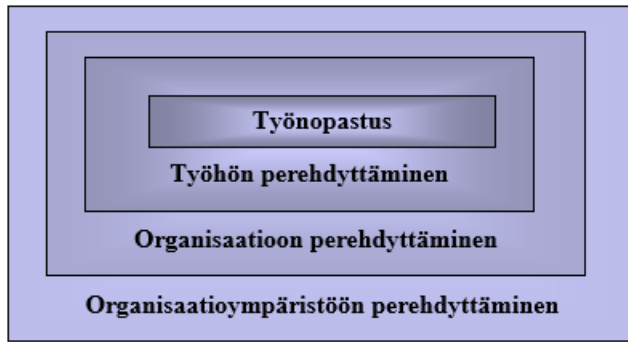 Työnopastus
Työhön perehdyttäminen
Organisaatioon perehdyttäminen
Organisaatioympäristöön perehdyttäminen